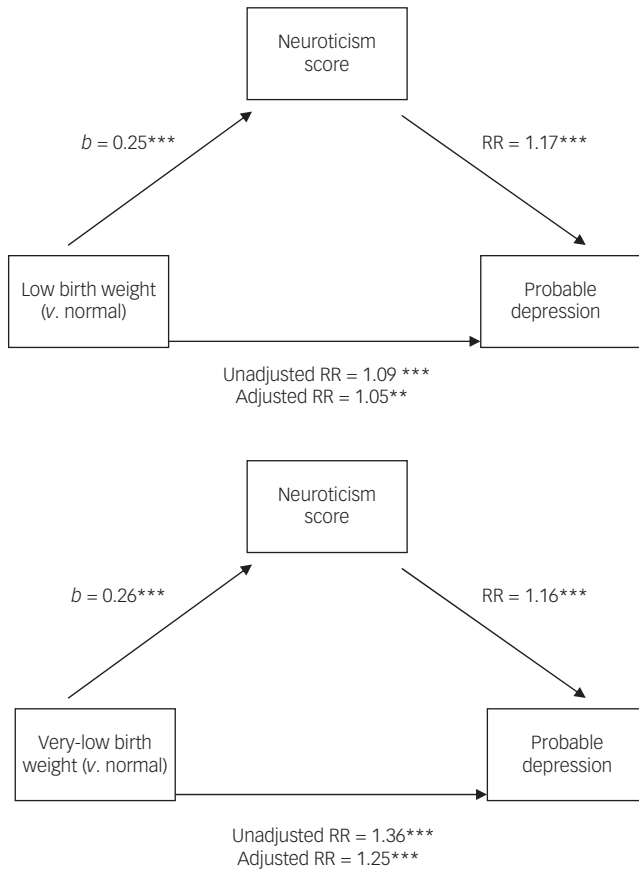 Neuroticism
score
b = 0.25***
RR = 1.17***
Low birth weight
(v. normal)
Probable
depression
Unadjusted RR = 1.09 ***
Adjusted RR = 1.05**
Neuroticism
score
b = 0.26***
RR = 1.16***
Very-low birth
weight (v. normal)
Probable
depression
Unadjusted RR = 1.36***
Adjusted RR = 1.25***